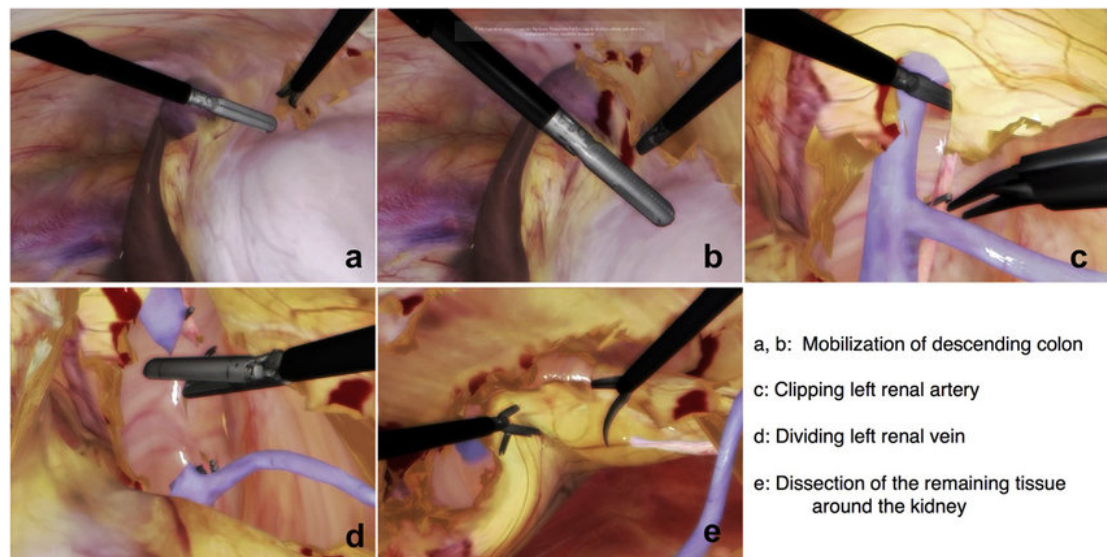 a
b
c
d
e
a, b: Mobilization of descending colon
c: Clipping left renal artery
d: Dividing left renal vein
e: Dissection of the remaining tissue
around the kidney